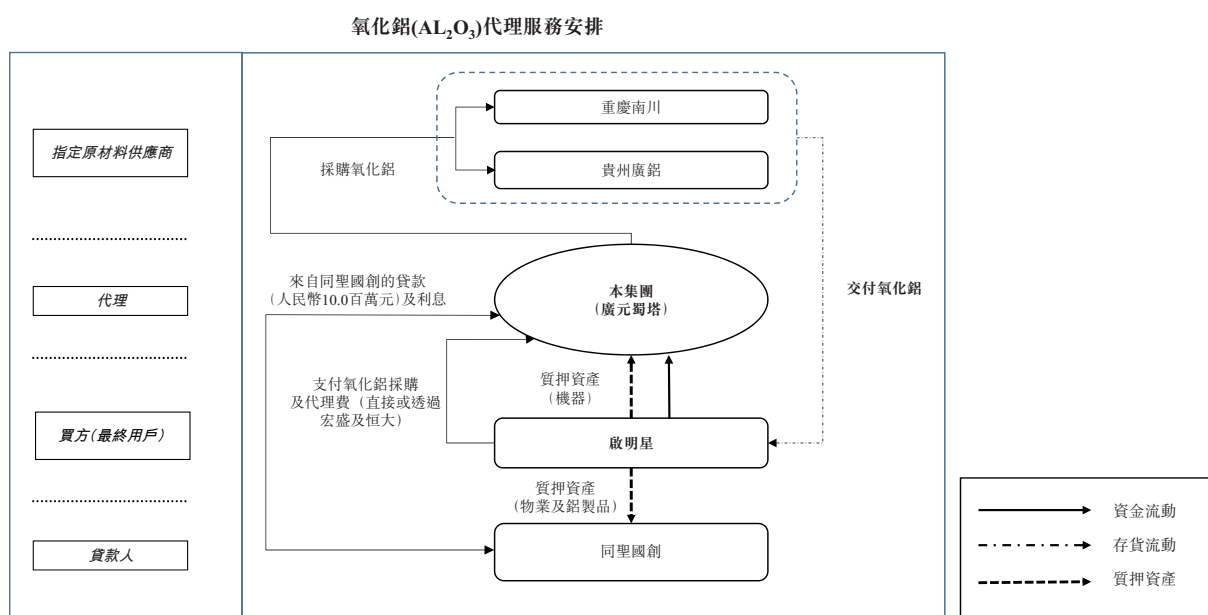 氧化鋁(AL₂O₃)代理服務安排
指定原材料供應商
代理
買方(最終用戶)
貸款人
重慶南川
貴州廣鋁
採購氧化鋁
來自同聖國創的貸款
(人民幣10.0百萬元)及利息
本集團
(廣元蜀塔)
交付氧化鋁
支付氧化鋁採購
及代理費(直接或透過
宏盛及恒大)
質押資產
(機器)
啟明星
質押資產
(物業及鋁製品)
同聖國創
資金流動
存貨流動
質押資產